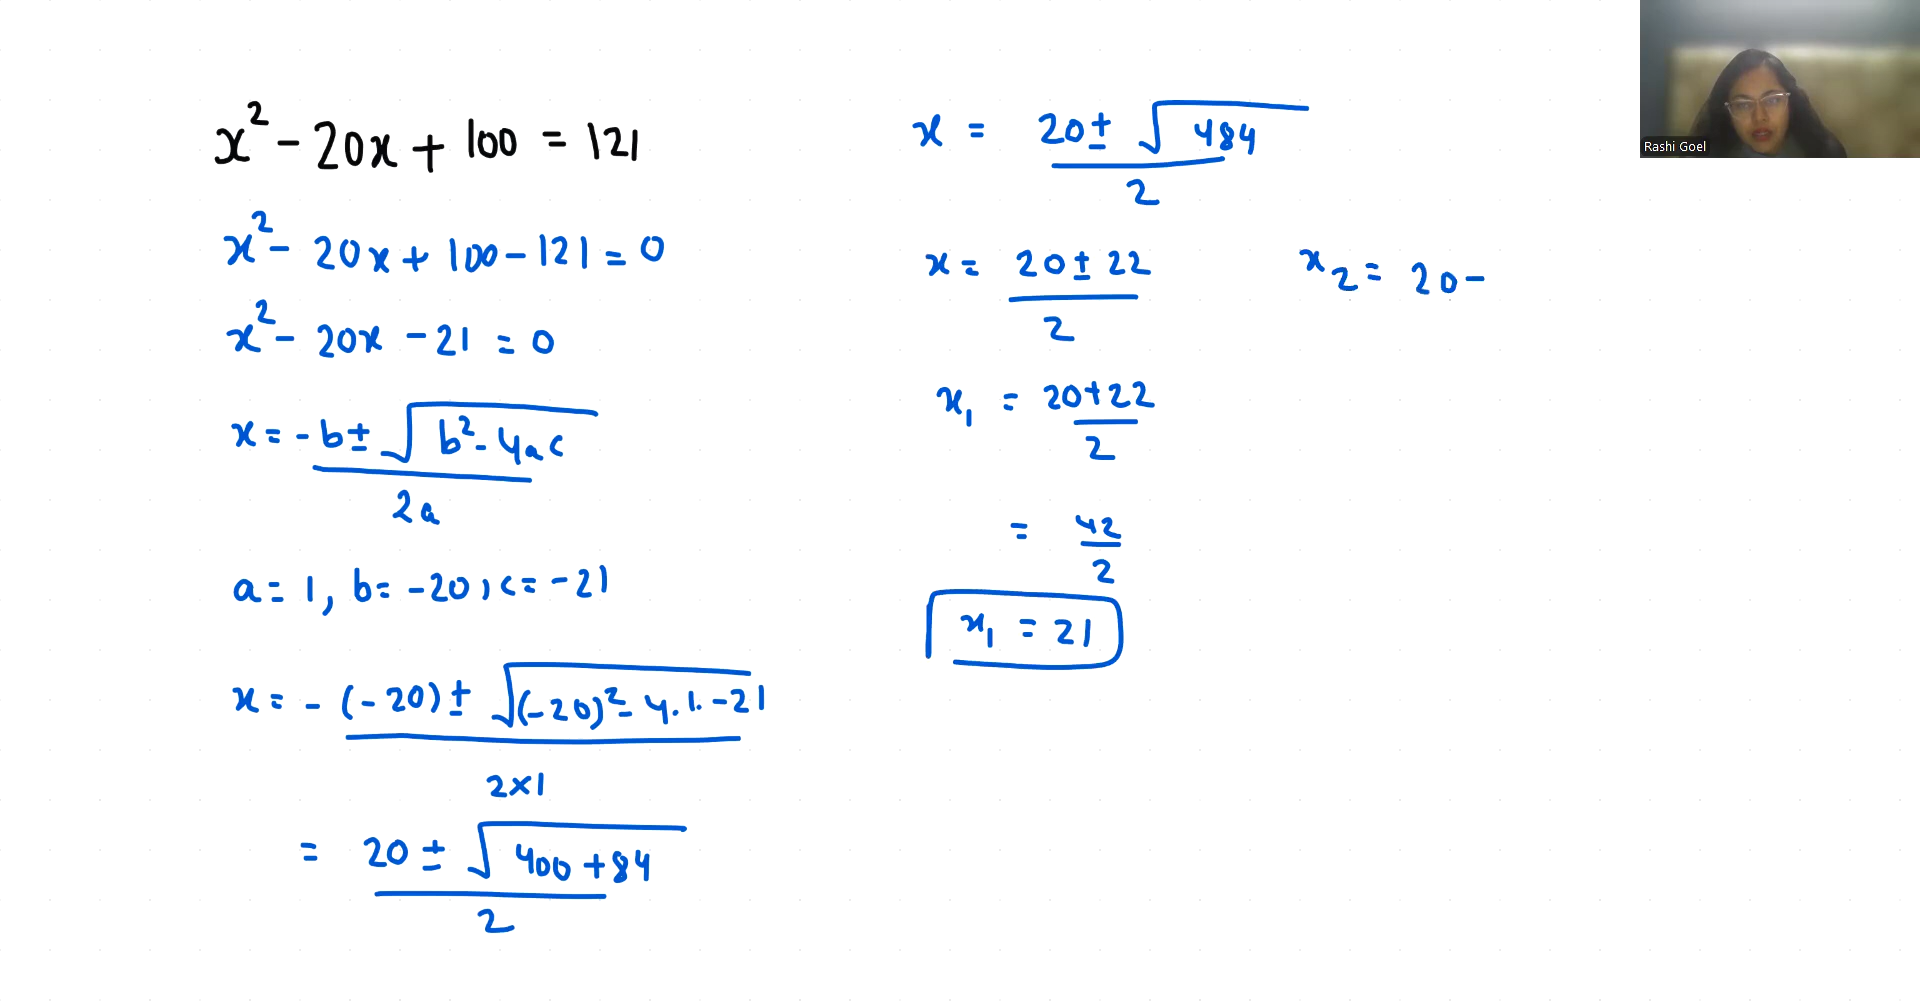 x² - 20x + 100 = 121
x² - 20x + 100 - 121 = 0
x² - 20x - 21 = 0
x = -b ± √(b² - 4ac)
2a
a = 1, b = -20, c = -21
x = -(-20) ± √((-20)² - 4.1.-21
2×1
= 20 ± √(400 + 84)
2
x = 20 ± √484
2
x = 20 ± 22
2
x₁ = 20+22
2
= 42
2
x₁ = 21
x₂ = 20 -
Rashi Goel